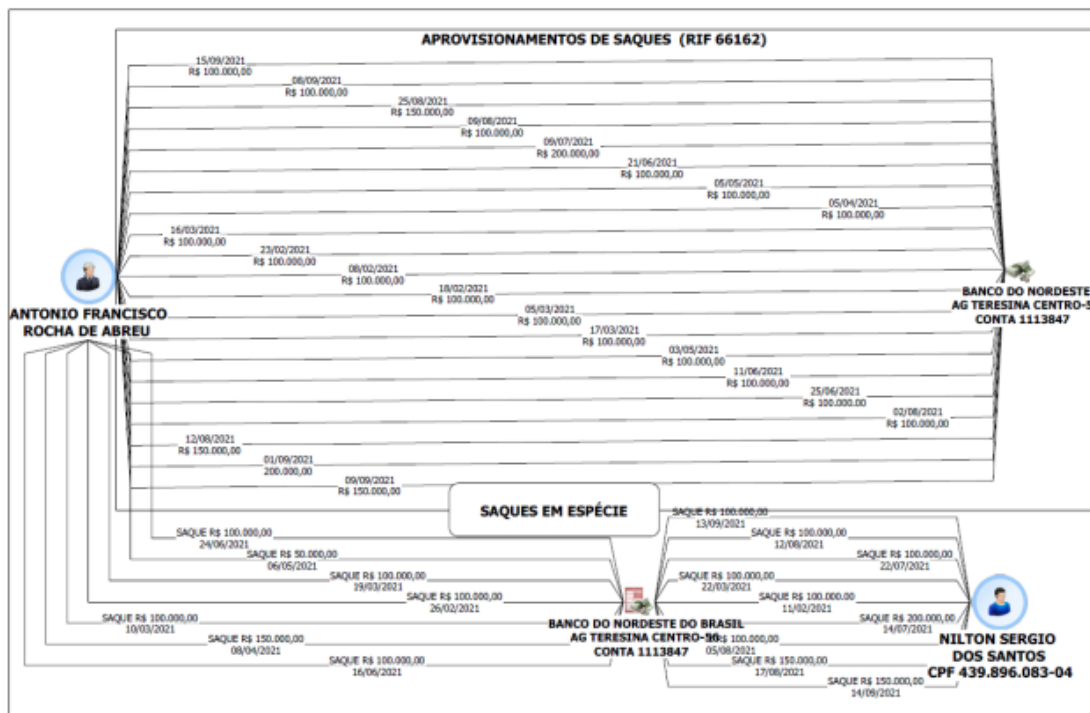 APROVISIONAMENTOS DE SAQUES (RIF 66162)
15/09/2021
R$ 100.000,00
08/09/2021
R$ 100.000,00
25/08/2021
R$ 150.000,00
09/08/2021
R$ 100.000,00
09/07/2021
R$ 200.000,00
21/06/2021
R$ 100.000,00
05/05/2021
R$ 100.000,00
05/04/2021
R$ 100.000,00
16/03/2021
R$ 100.000,00
23/02/2021
R$ 100.000,00
08/02/2021
R$ 100.000,00
18/02/2021
R$ 100.000,00
05/03/2021
R$ 100.000,00
17/03/2021
R$ 100.000,00
03/05/2021
R$ 100.000,00
11/06/2021
R$ 100.000,00
25/06/2021
R$ 100.000.00
02/08/2021
R$ 100.000,00
12/08/2021
R$ 150.000,00
01/09/2021
200.000,00
09/09/2021
R$ 150.000,00
ANTONIO FRANCISCO
ROCHA DE ABREU
BANCO DO NORDESTE
AG TERESINA CENTRO-5
CONTA 1113847
SAQUES EM ESPÉCIE
SAQUE R$ 100.000,00
24/06/2021
SAQUE R$ 50.000,00
06/05/2021
SAQUE R$ 100.000,00
19/03/2021
SAQUE R$ 100.000,00
26/02/2021
SAQUE R$ 100.000,00
10/03/2021
SAQUE R$ 150.000,00
08/04/2021
SAQUE R$ 100.000,00
16/06/2021
BANCO DO NORDESTE DO BRASIL
AG TERESINA CENTRO-56
CONTA 1113847
SAQUE R$ 100.000,00
13/09/2021
SAQUE R$ 100.000,00
12/08/2021
SAQUE R$ 100.000,00
22/07/2021
SAQUE R$ 100.000,00
22/03/2021
SAQUE R$ 100.000,00
11/02/2021
SAQUE R$ 200.000,00
14/07/2021
R$ 100.000,00
05/08/2021
SAQUE R$ 150.000,00
17/08/2021
SAQUE R$ 150.000,00
14/09/2021
NILTON SERGIO
DOS SANTOS
CPF 439.896.083-04